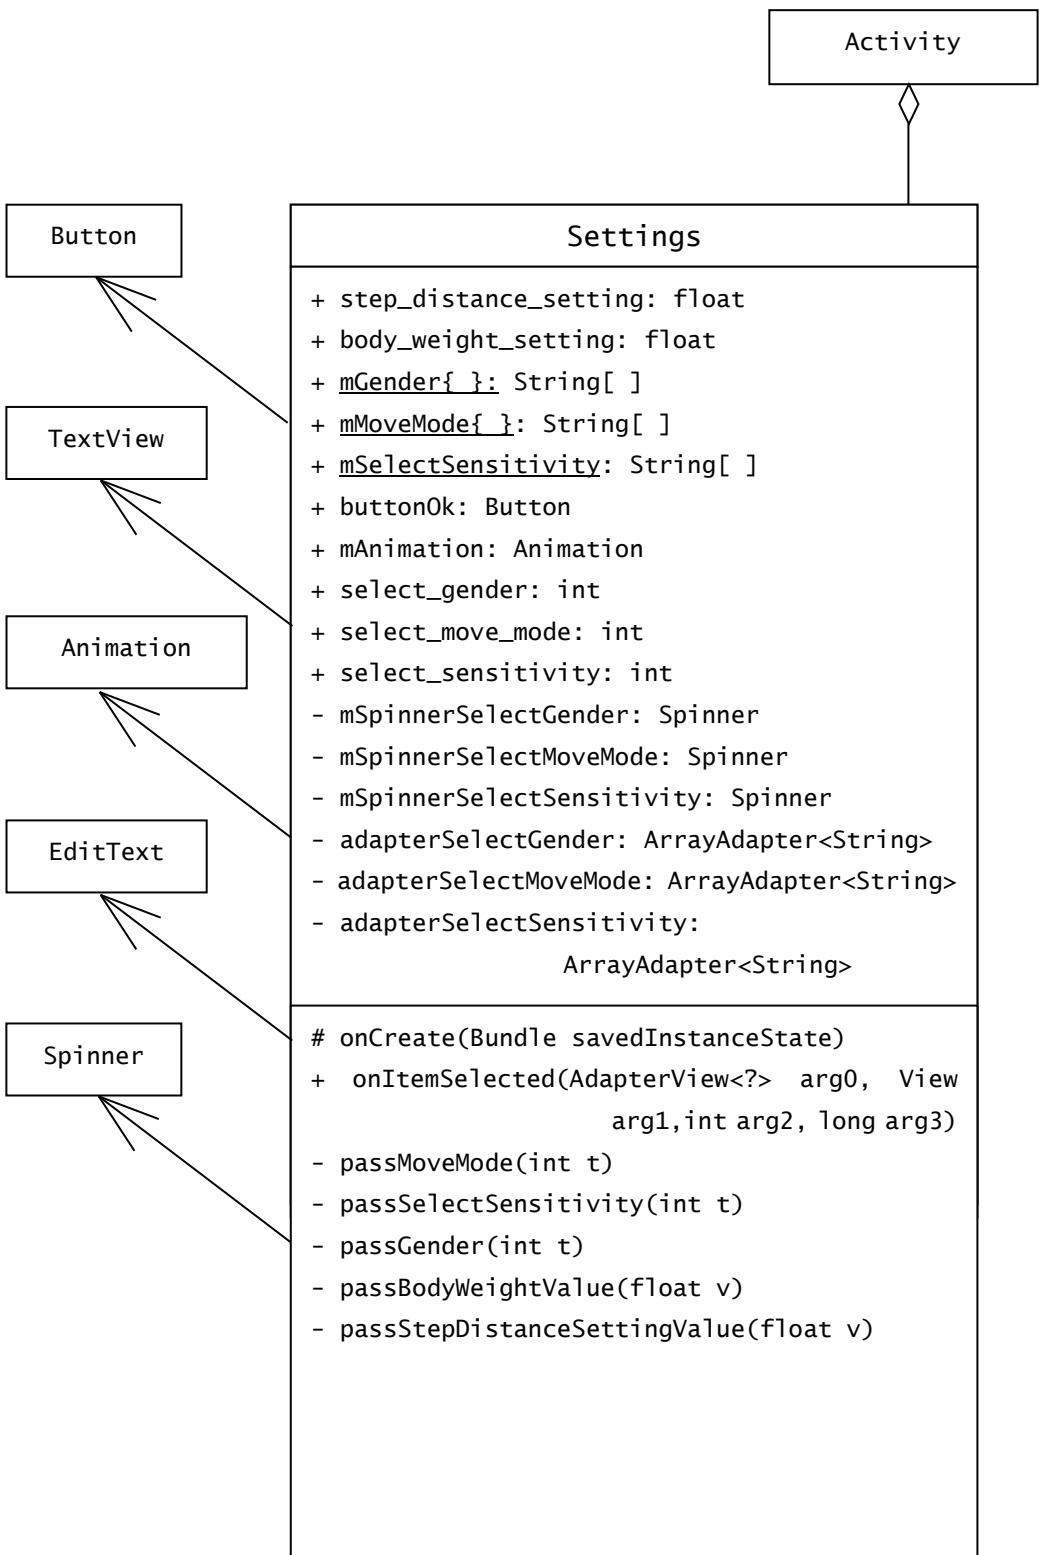 Activity
Button
TextView
Animation
EditText
Spinner
Settings
+ step_distance_setting: float
+ body_weight_setting: float
+ mGender{ }: String[ ]
+ mMoveMode{ }: String[ ]
+ mSelectSensitivity: String[ ]
+ buttonOk: Button
+ mAnimation: Animation
+ select_gender: int
+ select_move_mode: int
+ select_sensitivity: int
- mSpinnerSelectGender: Spinner
- mSpinnerSelectMoveMode: Spinner
- mSpinnerSelectSensitivity: Spinner
- adapterSelectGender: ArrayAdapter<String>
- adapterSelectMoveMode: ArrayAdapter<String>
- adapterSelectSensitivity:
ArrayAdapter<String>
# onCreate(Bundle savedInstanceState)
+ onItemSelected(AdapterView<?> arg0, View
arg1,int arg2, long arg3)
- passMoveMode(int t)
- passSelectSensitivity(int t)
- passGender(int t)
- passBodyWeightValue(float v)
- passStepDistanceSettingValue(float v)